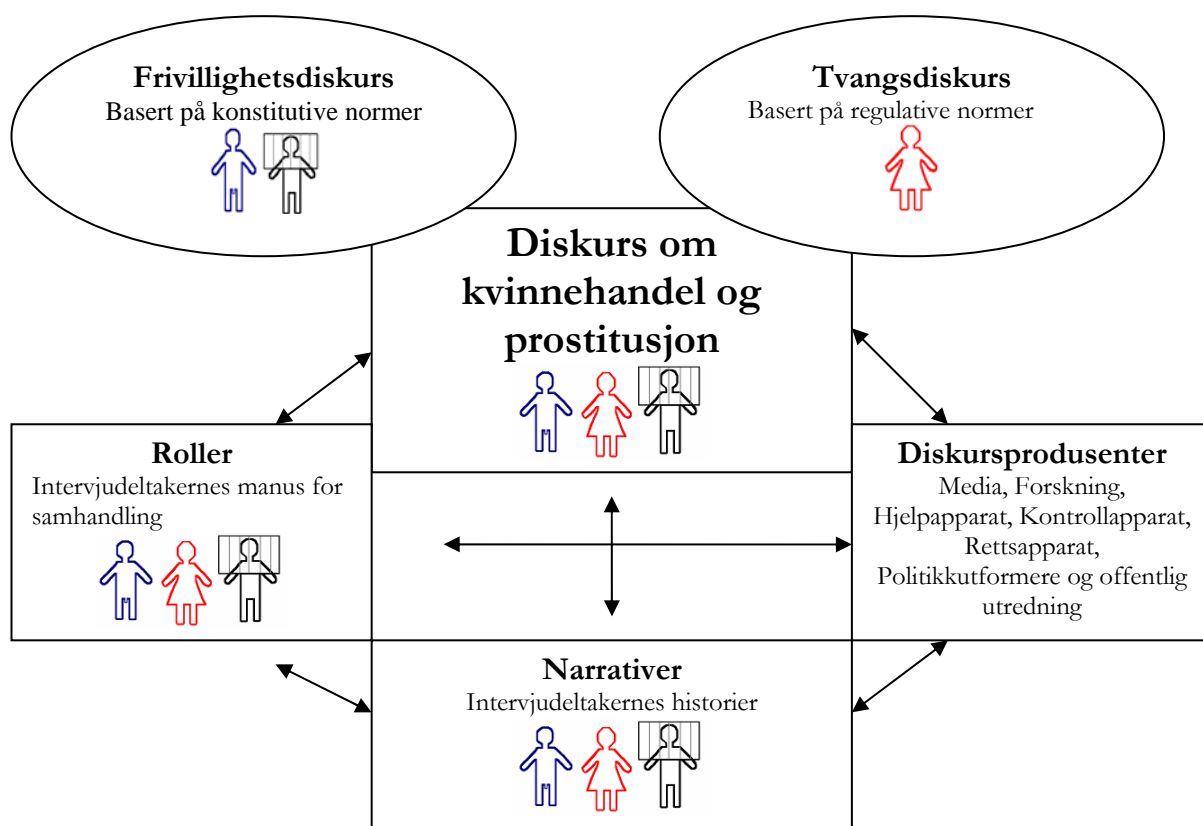 Frivillighetsdiskurs
Basert på konstitutive normer
Tvangsdiskurs
Basert på regulative normer
Diskurs om
kvinnehandel og
prostitusjon
Roller
Intervjudeltakernes manus for
samhandling
Diskursprodusenter
Media, Forskning,
Hjelpapparat, Kontrollapparat,
Rettsapparat,
Politikkutformere og offentlig
utredning
Narrativer
Intervjudeltakernes historier